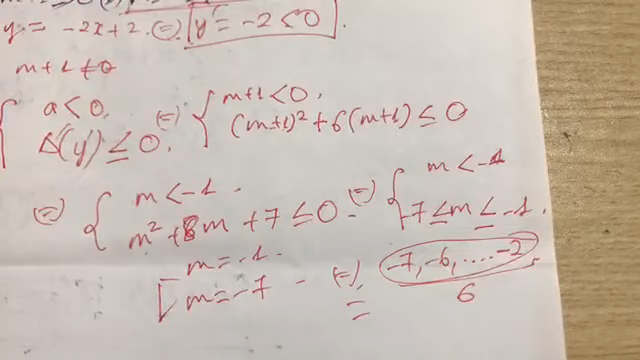 y = -2x+2. (=) y' = -2 < 0.
m+1 ≠ 0
{ a < 0, Δ(y') ≤ 0. (=) { m+1 < 0, (m+1)² + 6(m+1) ≤ 0
(=) { m < -1. m² + 8m + 7 ≤ 0. (=) { m < -1 -7 ≤ m ≤ -1.
[ m = -1. m = -7 (=). -7, -6, .... -2
6